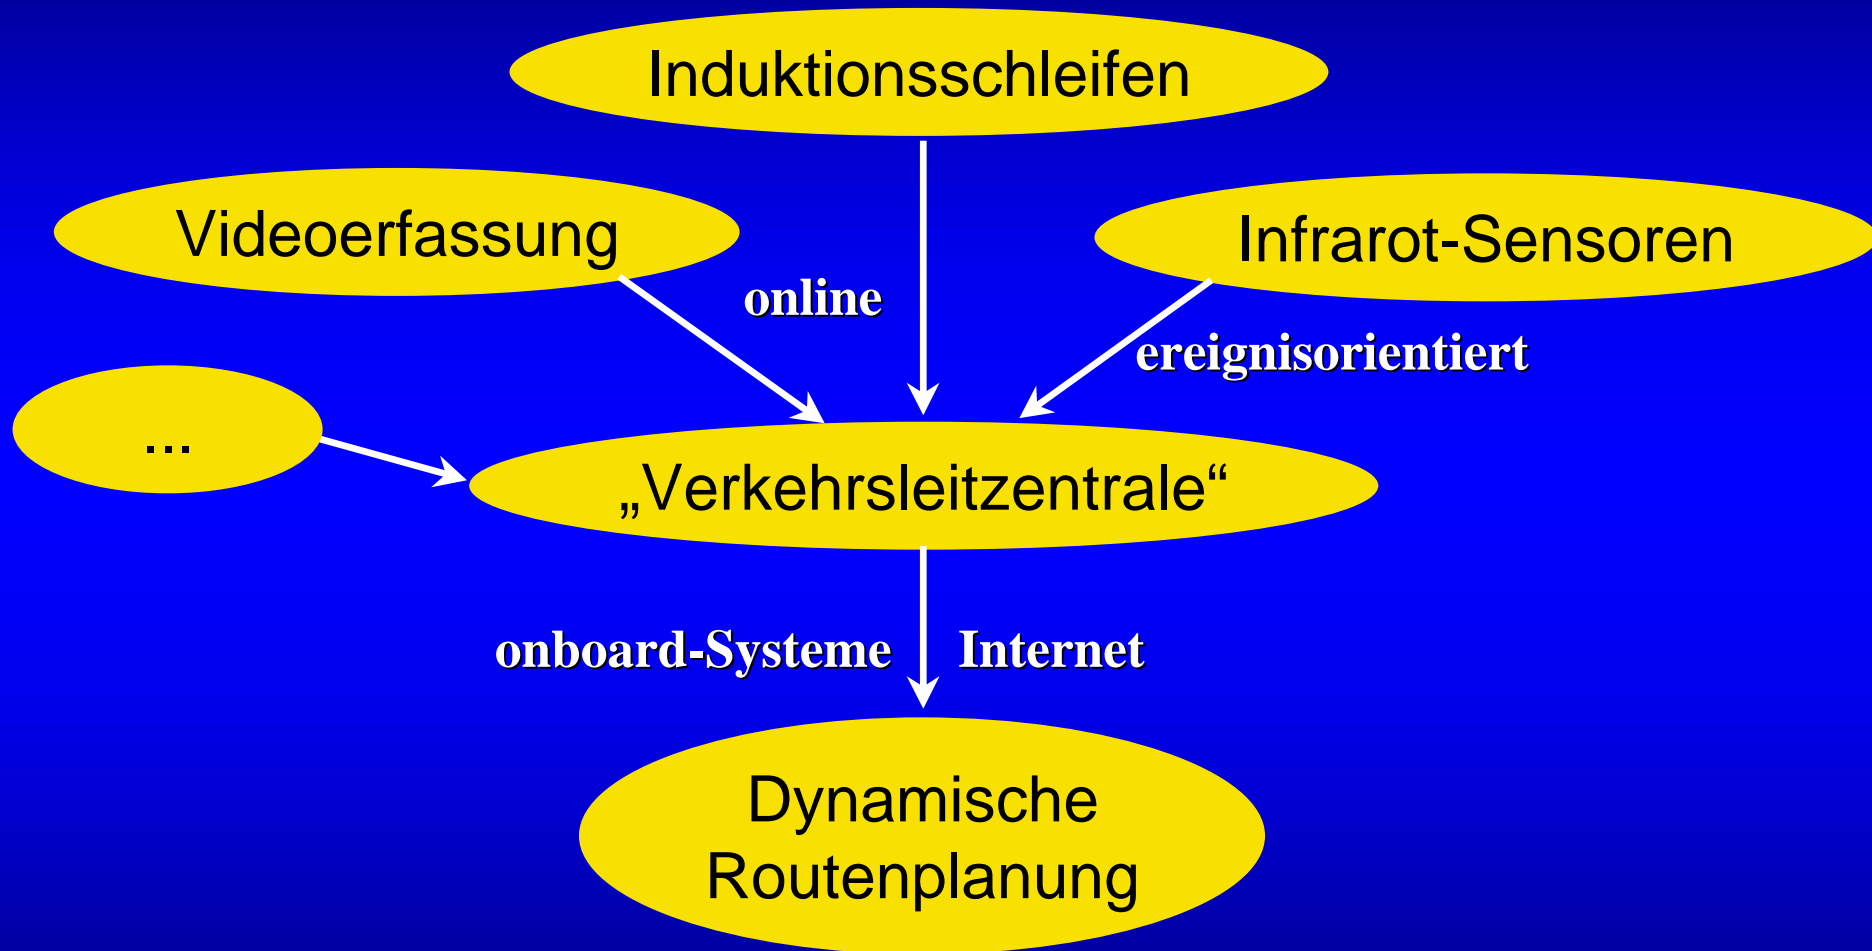 Induktionsschleifen
Videoerfassung
Infrarot-Sensoren
online
ereignisorientiert
...
„Verkehrsleitzentrale“
onboard-Systeme
Internet
Dynamische
Routenplanung